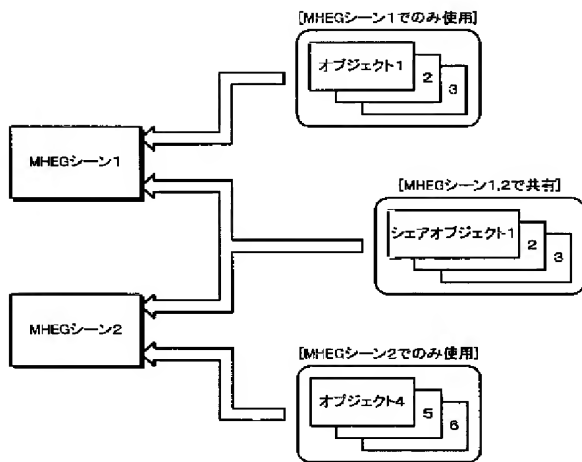 [MHEGシーン1でのみ使用]
オブジェクト1
2
3
MHEGシーン1
[MHEGシーン1,2で共有]
シェアオブジェクト1
2
3
MHEGシーン2
[MHEGシーン2でのみ使用]
オブジェクト4
5
6